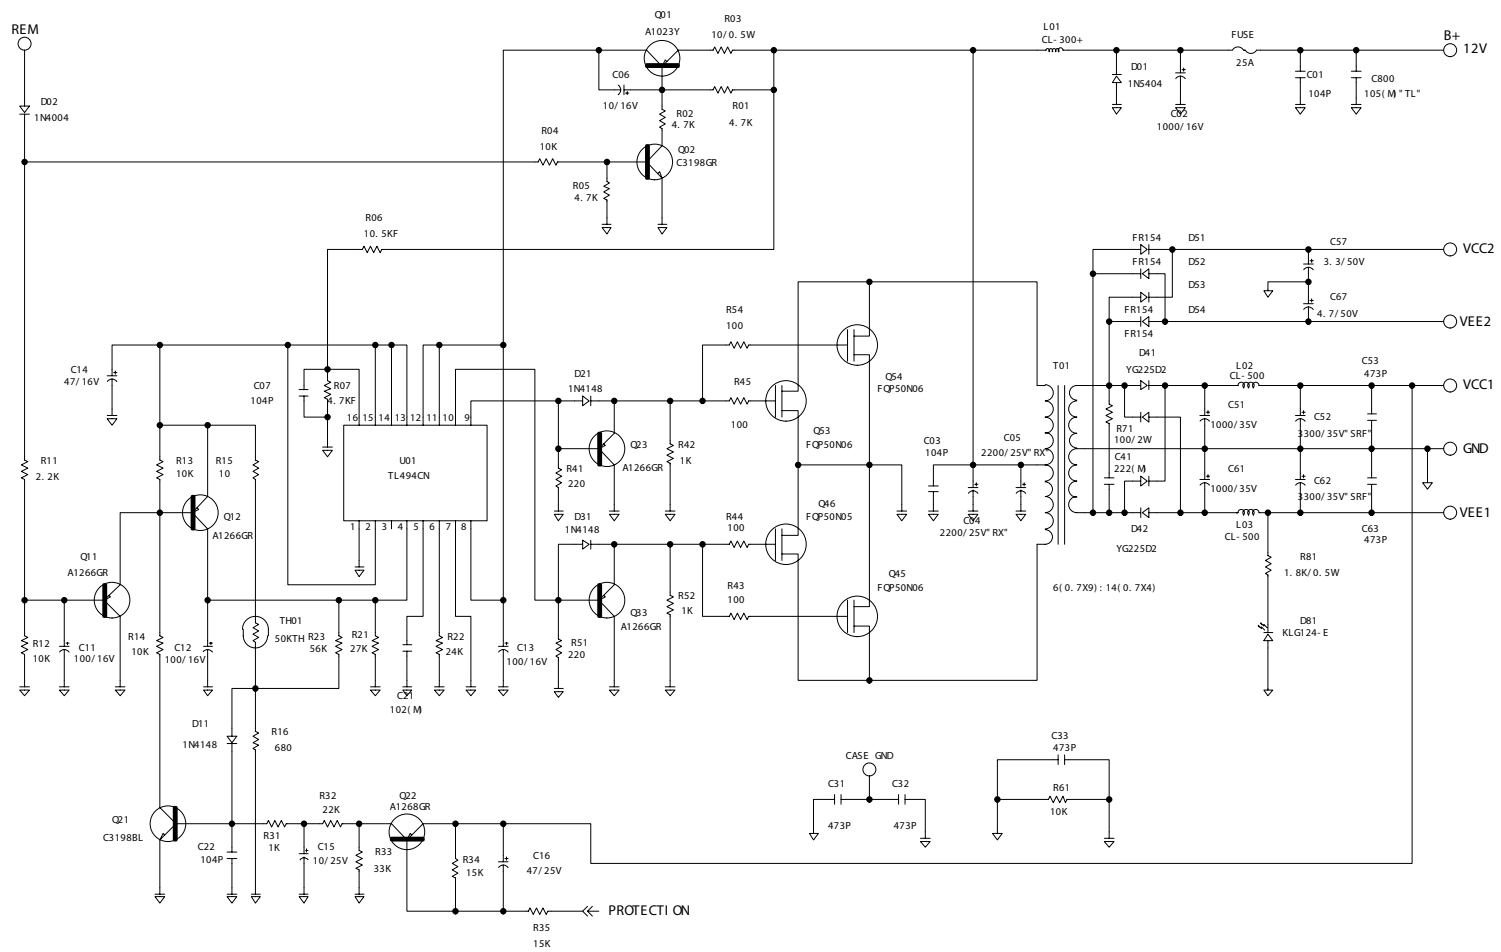 REM
D02
1N4004
Q01
A1023Y
R03
10/0.5W
C06
10/16V
R01
4.7K
R02
4.7K
R04
10K
Q02
C3198GR
R05
4.7K
L01
CL-300+
D01
1N5404
C02
1000/16V
FUSE
25A
C01
104P
C800
105(M)"TL"
B+
12V
R06
10.5KF
C14
47/16V
C07
104P
R07
4.7KF
16 15 14 13 12 11 10 9
U01
TL494CN
1 2 3 4 5 6 7 8
R11
2.2K
R13
10K
R15
10
Q12
A1266GR
Q11
A1266GR
R12
10K
C11
100/16V
R14
10K
C12
100/16V
TH01
50KTH
R23
56K
R21
27K
C21
102(M)
R22
24K
C13
100/16V
D21
1N4148
Q23
A1266GR
R41
220
R42
1K
D31
1N4148
Q33
A1266GR
R51
220
R52
1K
R54
100
R45
100
Q54
FQP50N06
Q53
FQP50N06
R44
100
Q46
FQP50N05
R43
100
Q45
FQP50N06
C03
104P
C04
2200/25V"RX"
C05
2200/25V"RX"
T01
6(0.7X9):14(0.7X4)
FR154
D51
FR154
D52
D53
FR154
D54
FR154
C57
3.3/50V
C67
4.7/50V
VCC2
VEE2
D41
YG225D2
R71
100/2W
C41
222(M)
D42
YG225D2
L02
CL-500
C51
1000/35V
C52
3300/35V"SRF"
C53
473P
VCC1
GND
C61
1000/35V
C62
3300/35V"SRF"
C63
473P
VEE1
L03
CL-500
R81
1.8K/0.5W
D81
KLG124-E
D11
1N4148
R16
680
Q21
C3198BL
C22
104P
R31
1K
R32
22K
C15
10/25V
R33
33K
Q22
A1268GR
R34
15K
C16
47/25V
R35
15K
PROTECTION
CASE GND
C31
473P
C32
473P
C33
473P
R61
10K